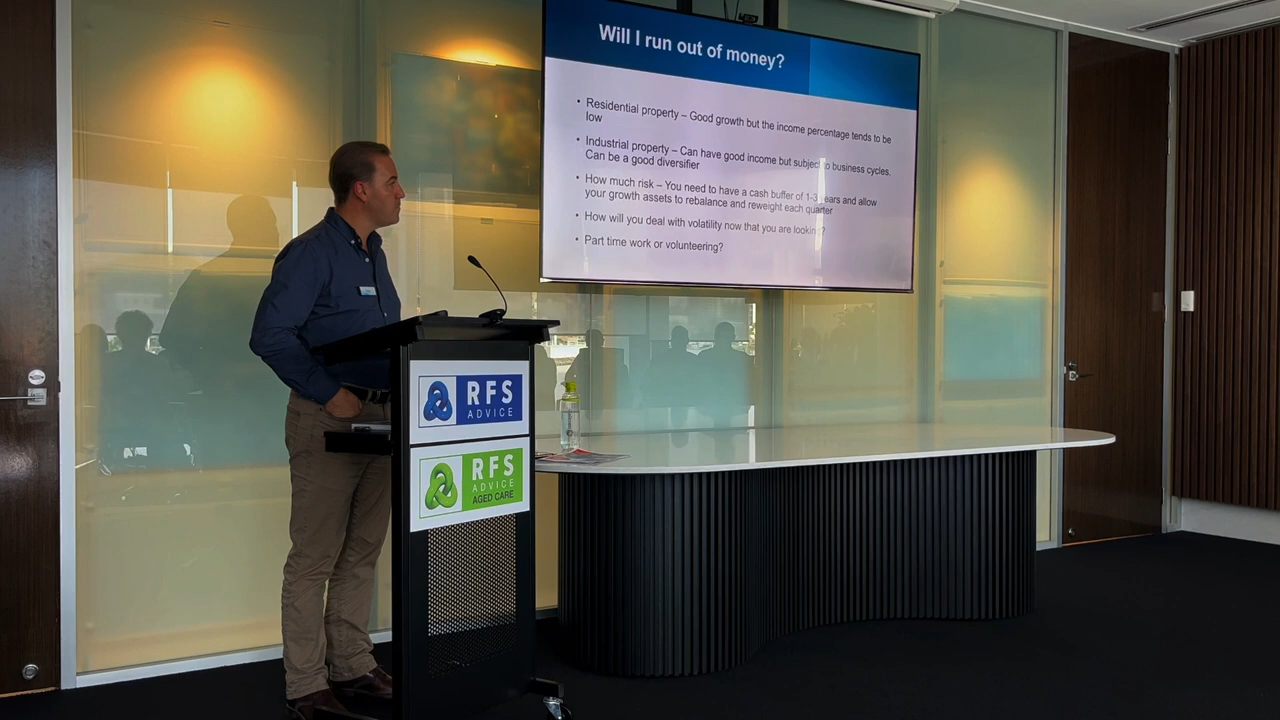 Will I run out of money?
• Residential property – Good growth but the income percentage tends to be
low
• Industrial property – Can have good income but subject to business cycles.
Can be a good diversifier
• How much risk – You need to have a cash buffer of 1-3 years and allow
your growth assets to rebalance and reweight each quarter
• How will you deal with volatility now that you are looking?
• Part time work or volunteering?
RFS
ADVICE
RFS
ADVICE
AGED CARE